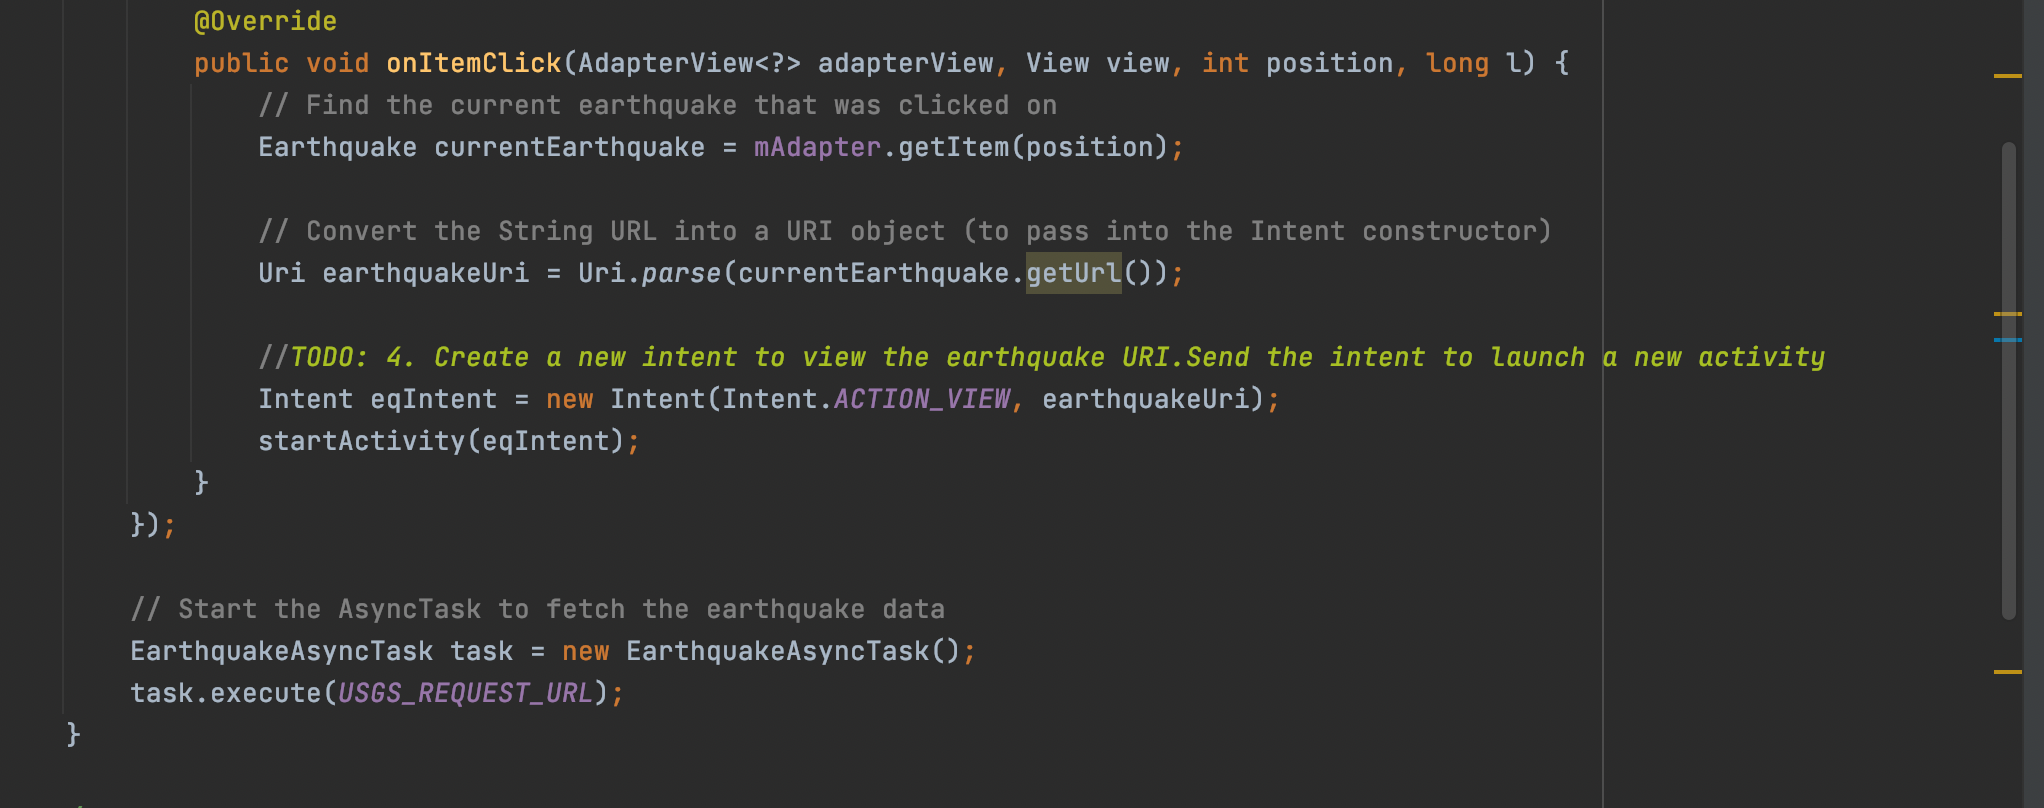 @Override
public void onItemClick(AdapterView<?> adapterView, View view, int position, long l) {
// Find the current earthquake that was clicked on
Earthquake currentEarthquake = mAdapter.getItem(position);
// Convert the String URL into a URI object (to pass into the Intent constructor)
Uri earthquakeUri = Uri.parse(currentEarthquake.getUrl());
//TODO: 4. Create a new intent to view the earthquake URI.Send the intent to launch a new activity
Intent eqIntent = new Intent(Intent.ACTION_VIEW, earthquakeUri);
startActivity(eqIntent);
}
});
// Start the AsyncTask to fetch the earthquake data
EarthquakeAsyncTask task = new EarthquakeAsyncTask();
task.execute(USGS_REQUEST_URL);
}